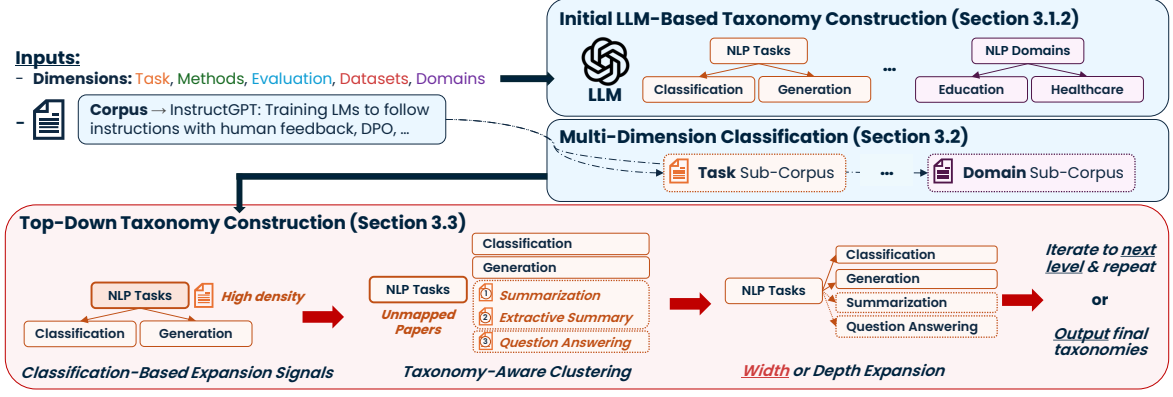 Initial LLM-Based Taxonomy Construction (Section 3.1.2)
LLM
NLP Tasks
Classification
Generation
...
NLP Domains
Education
Healthcare
Inputs:
- Dimensions: Task, Methods, Evaluation, Datasets, Domains
- Corpus → InstructGPT: Training LMs to follow
instructions with human feedback, DPO, ...
Multi-Dimension Classification (Section 3.2)
Task Sub-Corpus
...
Domain Sub-Corpus
Top-Down Taxonomy Construction (Section 3.3)
NLP Tasks
High density
Classification
Generation
Classification-Based Expansion Signals
NLP Tasks
Unmapped
Papers
Classification
Generation
1 Summarization
2 Extractive Summary
3 Question Answering
Taxonomy-Aware Clustering
NLP Tasks
Classification
Generation
Summarization
Question Answering
Width or Depth Expansion
Iterate to next
level & repeat
or
Output final
taxonomies